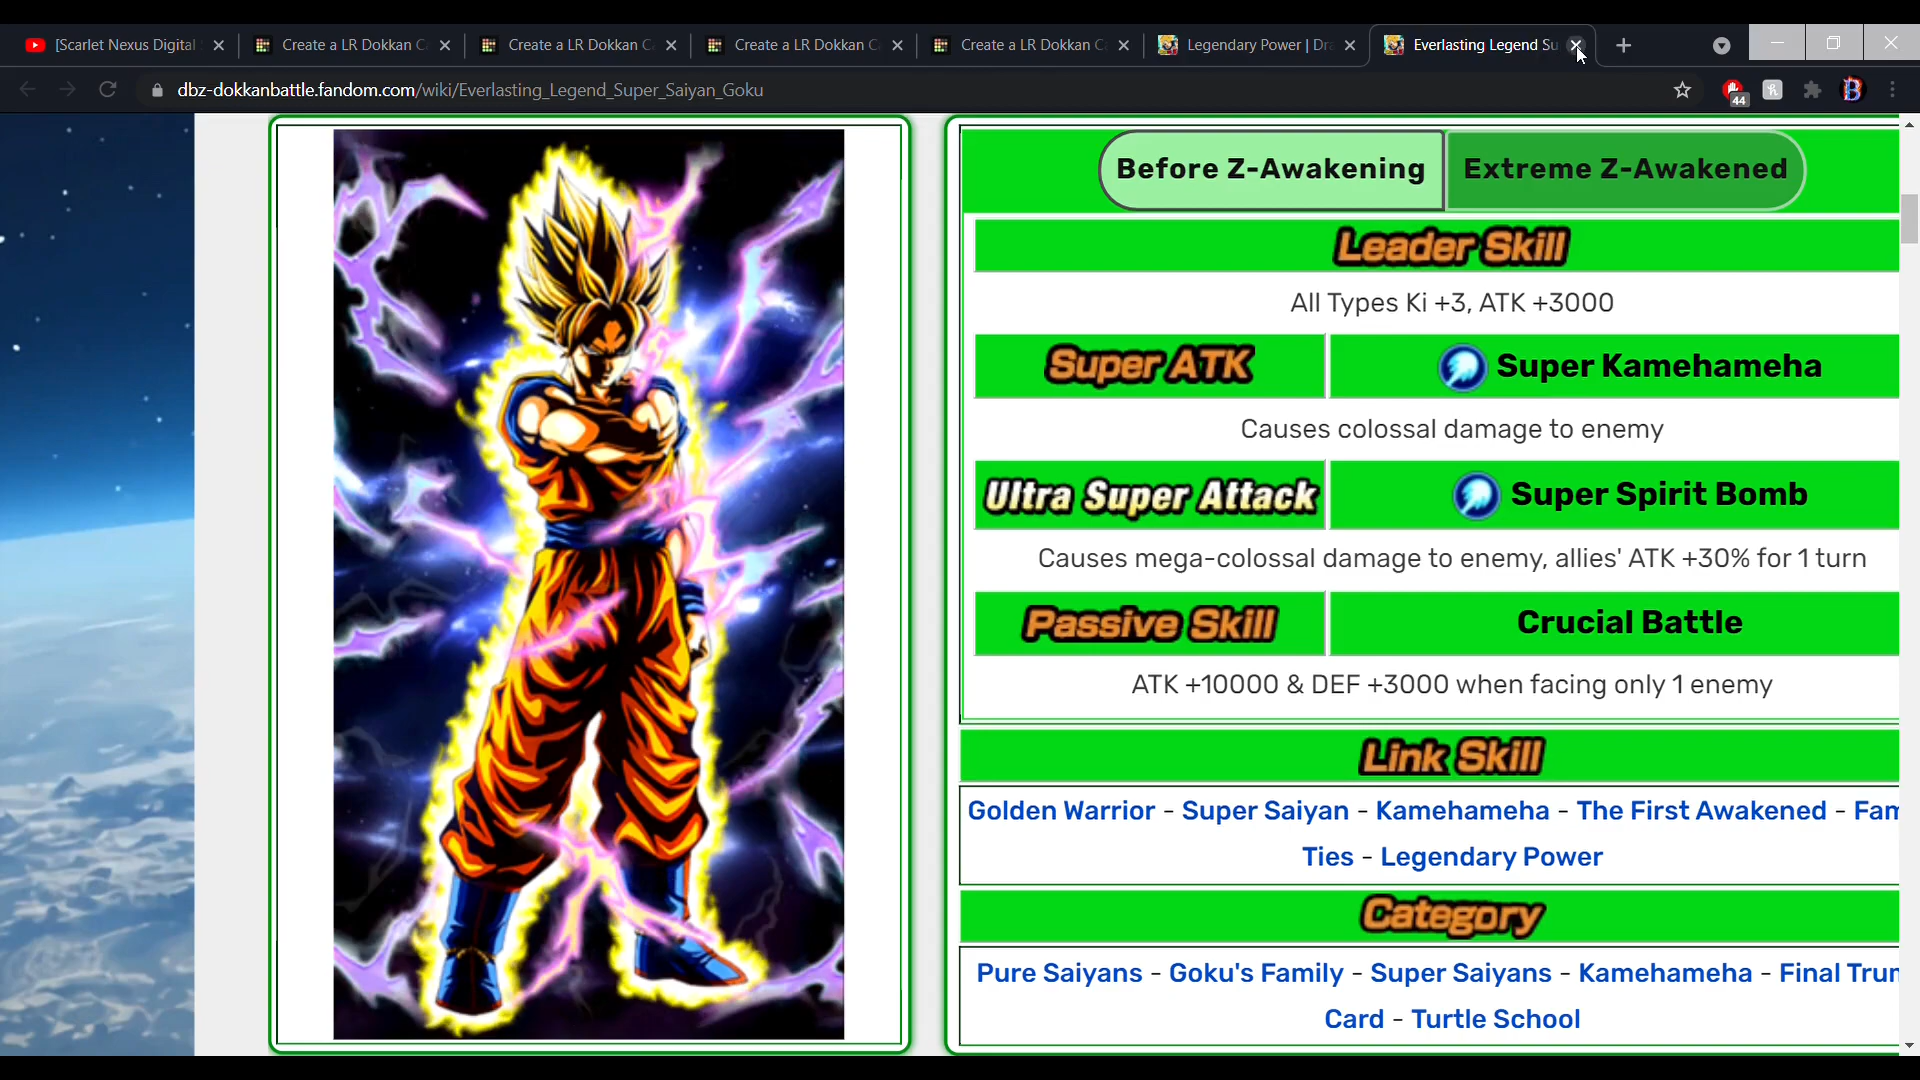 [Scarlet Nexus Digital
Create a LR Dokkan C
Create a LR Dokkan C
Create a LR Dokkan C
Create a LR Dokkan C
Legendary Power | Dra
Everlasting Legend Su
dbz-dokkanbattle.fandom.com/wiki/Everlasting_Legend_Super_Saiyan_Goku
44
Before Z-Awakening
Extreme Z-Awakened
Leader Skill
All Types Ki +3, ATK +3000
Super ATK
Super Kamehameha
Causes colossal damage to enemy
Ultra Super Attack
Super Spirit Bomb
Causes mega-colossal damage to enemy, allies' ATK +30% for 1 turn
Passive Skill
Crucial Battle
ATK +10000 & DEF +3000 when facing only 1 enemy
Link Skill
Golden Warrior - Super Saiyan - Kamehameha - The First Awakened - Fam
Ties - Legendary Power
Category
Pure Saiyans - Goku's Family - Super Saiyans - Kamehameha - Final Trum
Card - Turtle School